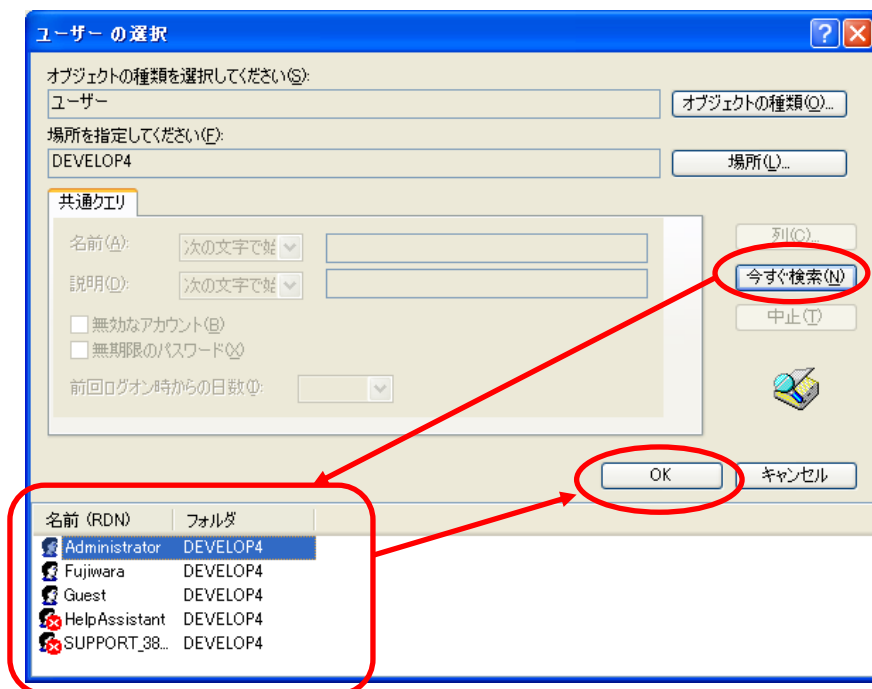 ユーザー の選択
オブジェクトの種類を選択してください(S):
ユーザー
オブジェクトの種類(O)...
場所を指定してください(F):
DEVELOP4
場所(L)...
共通クエリ
名前(A):
次の文字で始
列(C)...
説明(D):
次の文字で始
今すぐ検索(N)
無効なアカウント(B)
中止(T)
無期限のパスワード(X)
前回ログオン時からの日数(I):
OK
キャンセル
名前 (RDN) フォルダ
Administrator DEVELOP4
Fujiwara DEVELOP4
Guest DEVELOP4
HelpAssistant DEVELOP4
SUPPORT_38... DEVELOP4